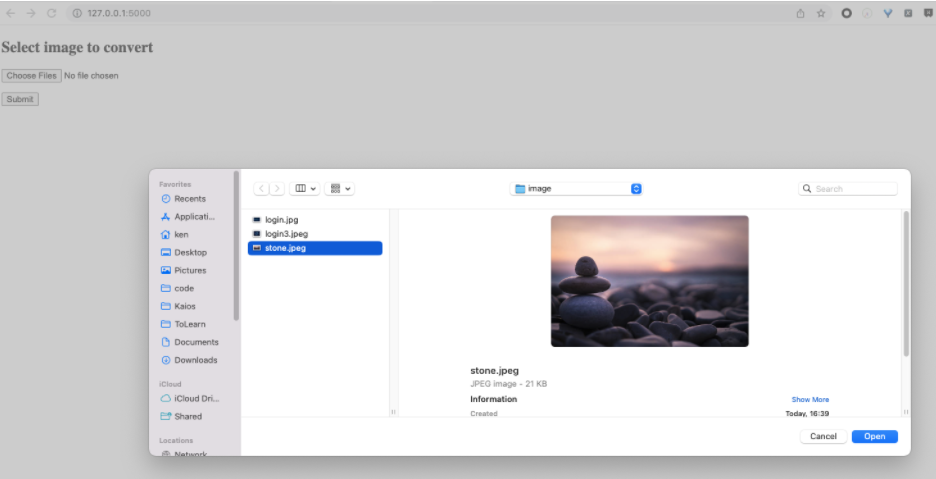 127.0.0.1:5000
Select image to convert
Choose Files No file chosen
Submit
Favorites
Recents
Applicati...
ken
Desktop
Pictures
code
Kaios
ToLearn
Documents
Downloads
iCloud
iCloud Dri...
Shared
Locations
Network
image
Search
login.jpg
login3.jpeg
stone.jpeg
stone.jpeg
JPEG image - 21 KB
Information Show More
Created Today, 16:39
Cancel Open